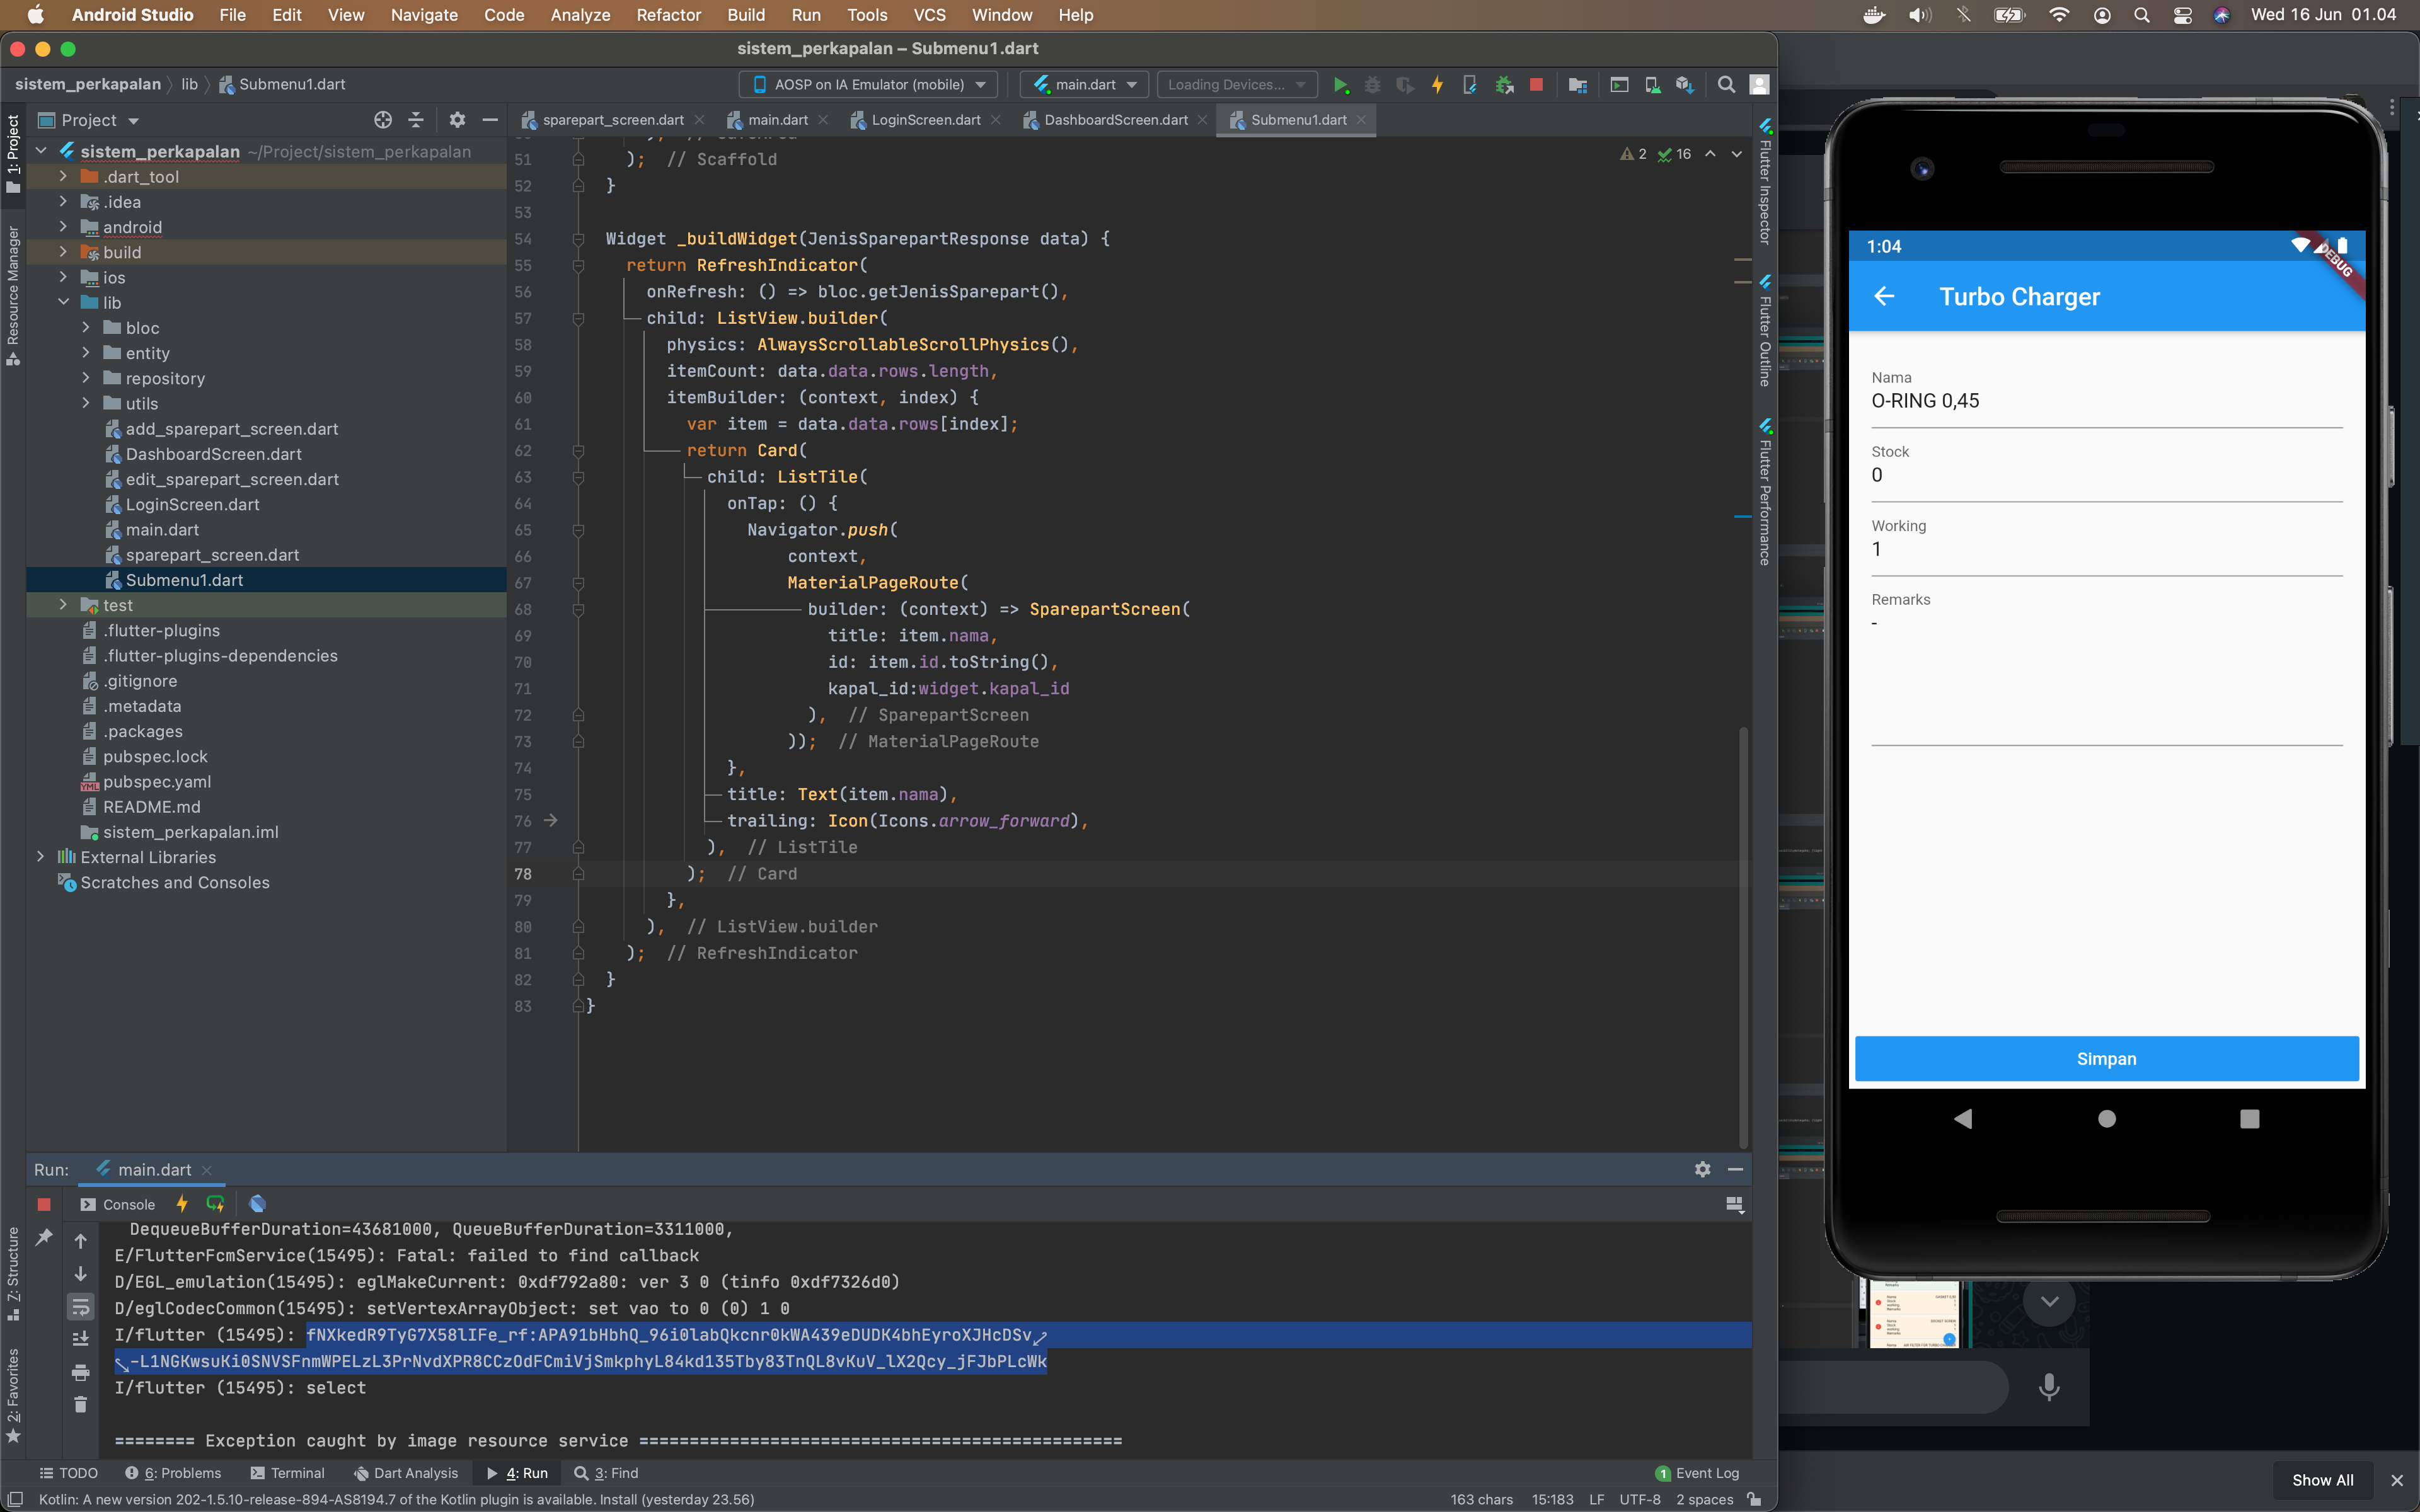 Android Studio File Edit View Navigate Code Analyze Refactor Build Run Tools VCS Window Help Wed 16 Jun 01.04
sistem_perkapalan – Submenu1.dart
sistem_perkapalan lib Submenu1.dart AOSP on IA Emulator (mobile) main.dart Loading Devices...
Project sparepart_screen.dart main.dart LoginScreen.dart DashboardScreen.dart Submenu1.dart
1: Project
Resource Manager
7: Structure
2: Favorites
sistem_perkapalan ~/Project/sistem_perkapalan
.dart_tool
.idea
android
build
ios
lib
bloc
entity
repository
utils
add_sparepart_screen.dart
DashboardScreen.dart
edit_sparepart_screen.dart
LoginScreen.dart
main.dart
sparepart_screen.dart
Submenu1.dart
test
.flutter-plugins
.flutter-plugins-dependencies
.gitignore
.metadata
.packages
pubspec.lock
pubspec.yaml
README.md
sistem_perkapalan.iml
External Libraries
Scratches and Consoles
2 16
51 ); // Scaffold
52 }
53
54 Widget _buildWidget(JenisSparepartResponse data) {
55 return RefreshIndicator(
56 onRefresh: () => bloc.getJenisSparepart(),
57 child: ListView.builder(
58 physics: AlwaysScrollableScrollPhysics(),
59 itemCount: data.data.rows.length,
60 itemBuilder: (context, index) {
61 var item = data.data.rows[index];
62 return Card(
63 child: ListTile(
64 onTap: () {
65 Navigator.push(
66 context,
67 MaterialPageRoute(
68 builder: (context) => SparepartScreen(
69 title: item.nama,
70 id: item.id.toString(),
71 kapal_id:widget.kapal_id
72 ), // SparepartScreen
73 )); // MaterialPageRoute
74 },
75 title: Text(item.nama),
76 trailing: Icon(Icons.arrow_forward),
77 ), // ListTile
78 ); // Card
79 },
80 ), // ListView.builder
81 ); // RefreshIndicator
82 }
83 }
Flutter Inspector
Flutter Outline
Flutter Performance
Run: main.dart
Console
DequeueBufferDuration=43681000, QueueBufferDuration=3311000,
E/FlutterFcmService(15495): Fatal: failed to find callback
D/EGL_emulation(15495): eglMakeCurrent: 0xdf792a80: ver 3 0 (tinfo 0xdf7326d0)
D/eglCodecCommon(15495): setVertexArrayObject: set vao to 0 (0) 1 0
I/flutter (15495): fNXkedR9TyG7X58lIFe_rf:APA91bHbhQ_96i0labQkcnr0kWA439eDUDK4bhEyroXJHcDSv
-L1NGKwsuKi0SNVSFnmWPELzL3PrNvdXPR8CCzOdFCmiVjSmkphyL84kd135Tby83TnQL8vKuV_lX2Qcy_jFJbPLcWk
I/flutter (15495): select
======== Exception caught by image resource service ================================================
TODO 6: Problems Terminal Dart Analysis 4: Run 3: Find 1 Event Log
Kotlin: A new version 202-1.5.10-release-894-AS8194.7 of the Kotlin plugin is available. Install (yesterday 23.56) 163 chars 15:183 LF UTF-8 2 spaces
1:04
DEBUG
Turbo Charger
Nama
O-RING 0,45
Stock
0
Working
1
Remarks
-
Simpan
Show All